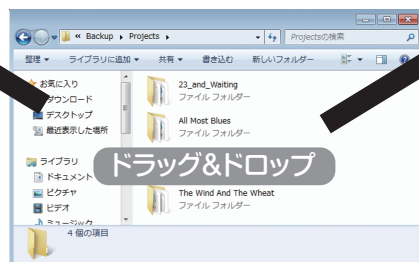 « Backup ▸ Projects ▸
Projectsの検索
整理 ▼ ライブラリに追加 ▼ 共有 ▼ 書き込む 新しいフォルダー
お気に入り
ダウンロード
デスクトップ
最近表示した場所
ライブラリ
ドキュメント
ピクチャ
ビデオ
ミュージック
23_and_Waiting
ファイル フォルダー
All Most Blues
ファイル フォルダー
ドラッグ&ドロップ
The Wind And The Wheat
ファイル フォルダー
4 個の項目